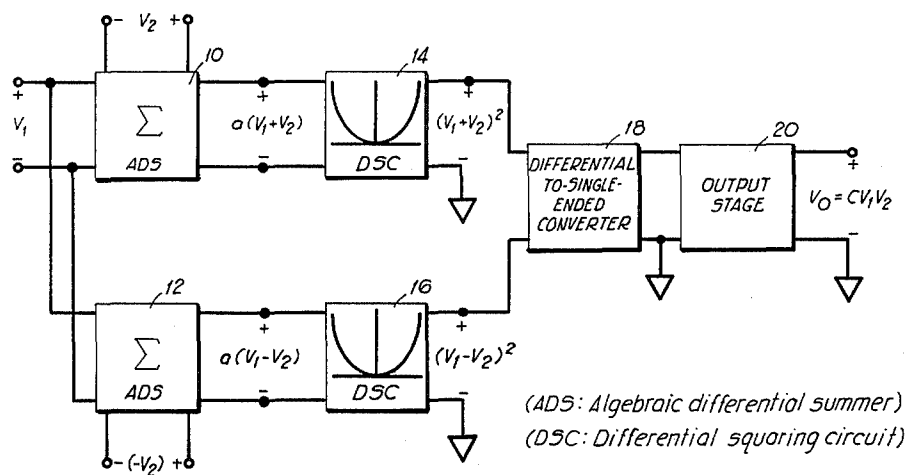 - V2 +
10
14
+
V1
-
Σ
ADS
+
a(V1+V2)
-
DSC
+
(V1+V2)²
-
18
DIFFERENTIAL
TO-SINGLE-
ENDED
CONVERTER
20
OUTPUT
STAGE
+
VO = CV1V2
-
12
16
Σ
ADS
+
a(V1-V2)
-
DSC
+
(V1-V2)²
-
- (-V2) +
(ADS: Algebraic differential summer)
(DSC: Differential squaring circuit)